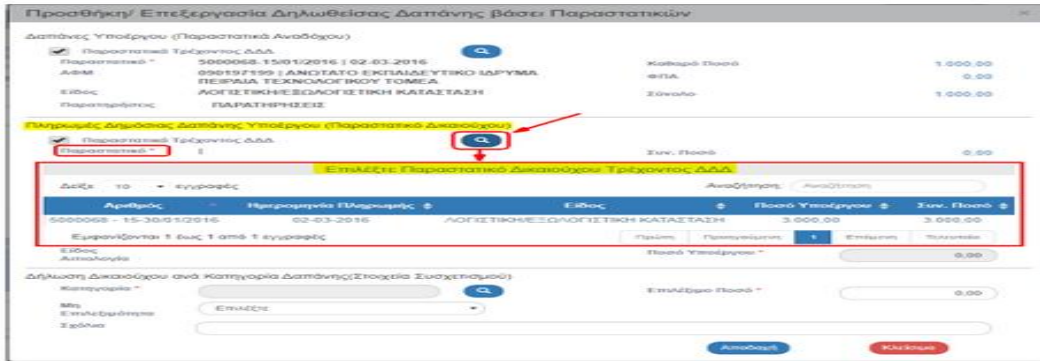 Προσθήκη/ Επεξεργασία Δηλωθείσας Δαπάνης βάσει Παραστατικών
Δαπάνες Υποέργου (Παραστατικά Αναδόχου)
Παραστατικό Τρέχοντος ΔΔΔ
Παραστατικό * 5000068-15/01/2016 | 02-03-2016 Καθαρό Ποσό 1.000,00
ΑΦΜ 090197199 | ΑΝΩΤΑΤΟ ΕΚΠΑΙΔΕΥΤΙΚΟ ΙΔΡΥΜΑ ΦΠΑ 0,00
ΠΕΙΡΑΙΑ ΤΕΧΝΟΛΟΓΙΚΟΥ ΤΟΜΕΑ
Είδος ΛΟΓΙΣΤΙΚΗ/ΕΞΩΛΟΓΙΣΤΙΚΗ ΚΑΤΑΣΤΑΣΗ Σύνολο 1.000,00
Παρατηρήσεις ΠΑΡΑΤΗΡΗΣΕΙΣ
Πληρωμές Δημόσιας Δαπάνης Υποέργου (Παραστατικό Δικαιούχου)
Παραστατικό Τρέχοντος ΔΔΔ
Παραστατικό * | Συν. Ποσό 0,00
Επιλέξτε Παραστατικό Δικαιούχου Τρέχοντος ΔΔΔ
Δείξε 10 εγγραφές Αναζήτηση: Αναζήτηση
Αριθμός Ημερομηνία Πληρωμής Είδος Ποσό Υποέργου Συν. Ποσό
5000068 - 15-30/01/2016 02-03-2016 ΛΟΓΙΣΤΙΚΗ/ΕΞΩΛΟΓΙΣΤΙΚΗ ΚΑΤΑΣΤΑΣΗ 3.000,00 3.000,00
Εμφανίζονται 1 έως 1 από 1 εγγραφές Πρώτη Προηγούμενη 1 Επόμενη Τελευταία
Είδος Ποσό Υποέργου * 0,00
Αιτιολογία
Δήλωση Δικαιούχου ανά Κατηγορία Δαπάνης(Στοιχεία Συσχετισμού)
Κατηγορία * Επιλέξιμο Ποσό * 0,00
Μη Επιλέξτε
Επιλεξιμότητα
Σχόλια
Αποδοχή Κλείσιμο